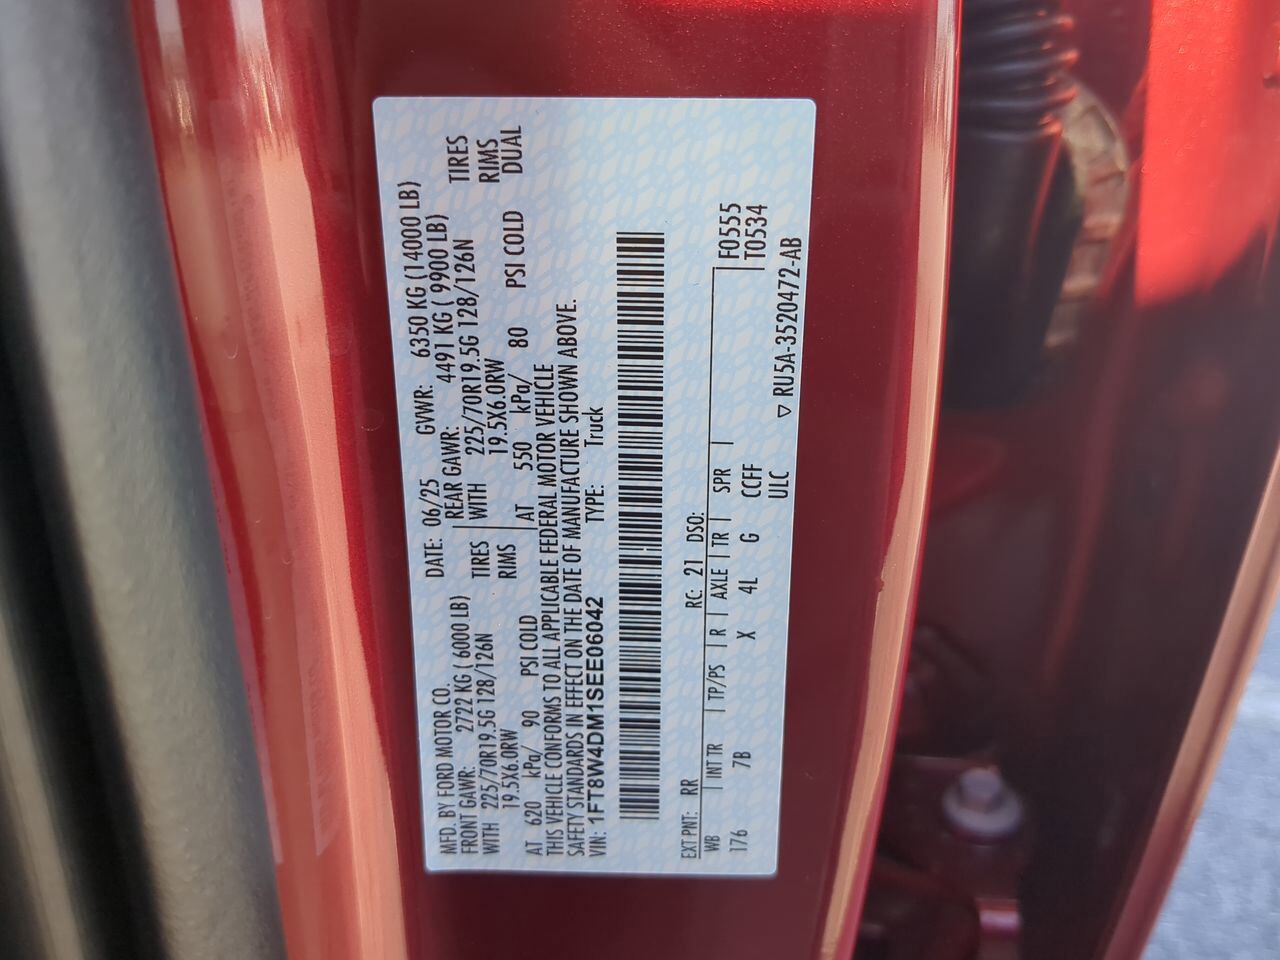 MFD. BY FORD MOTOR CO. DATE: 06/25 GVWR: 6350 KG (14000 LB)
FRONT GAWR: 2722 KG ( 6000 LB) REAR GAWR: 4491 KG ( 9900 LB)
WITH 225/70R19.5G 128/126N TIRES WITH 225/70R19.5G 128/126N TIRES
19.5X6.0RW RIMS 19.5X6.0RW RIMS
AT 620 kPa/ 90 PSI COLD AT 550 kPa/ 80 PSI COLD DUAL
THIS VEHICLE CONFORMS TO ALL APPLICABLE FEDERAL MOTOR VEHICLE
SAFETY STANDARDS IN EFFECT ON THE DATE OF MANUFACTURE SHOWN ABOVE.
VIN: 1FT8W4DM1SEE06042 TYPE: Truck
EXT PNT: RR RC: 21 DSO: F0555
WB INT TR TP/PS R AXLE TR SPR T0534
176 7B X 4L G CCFF
ULC ▽ RU5A-3520472-AB